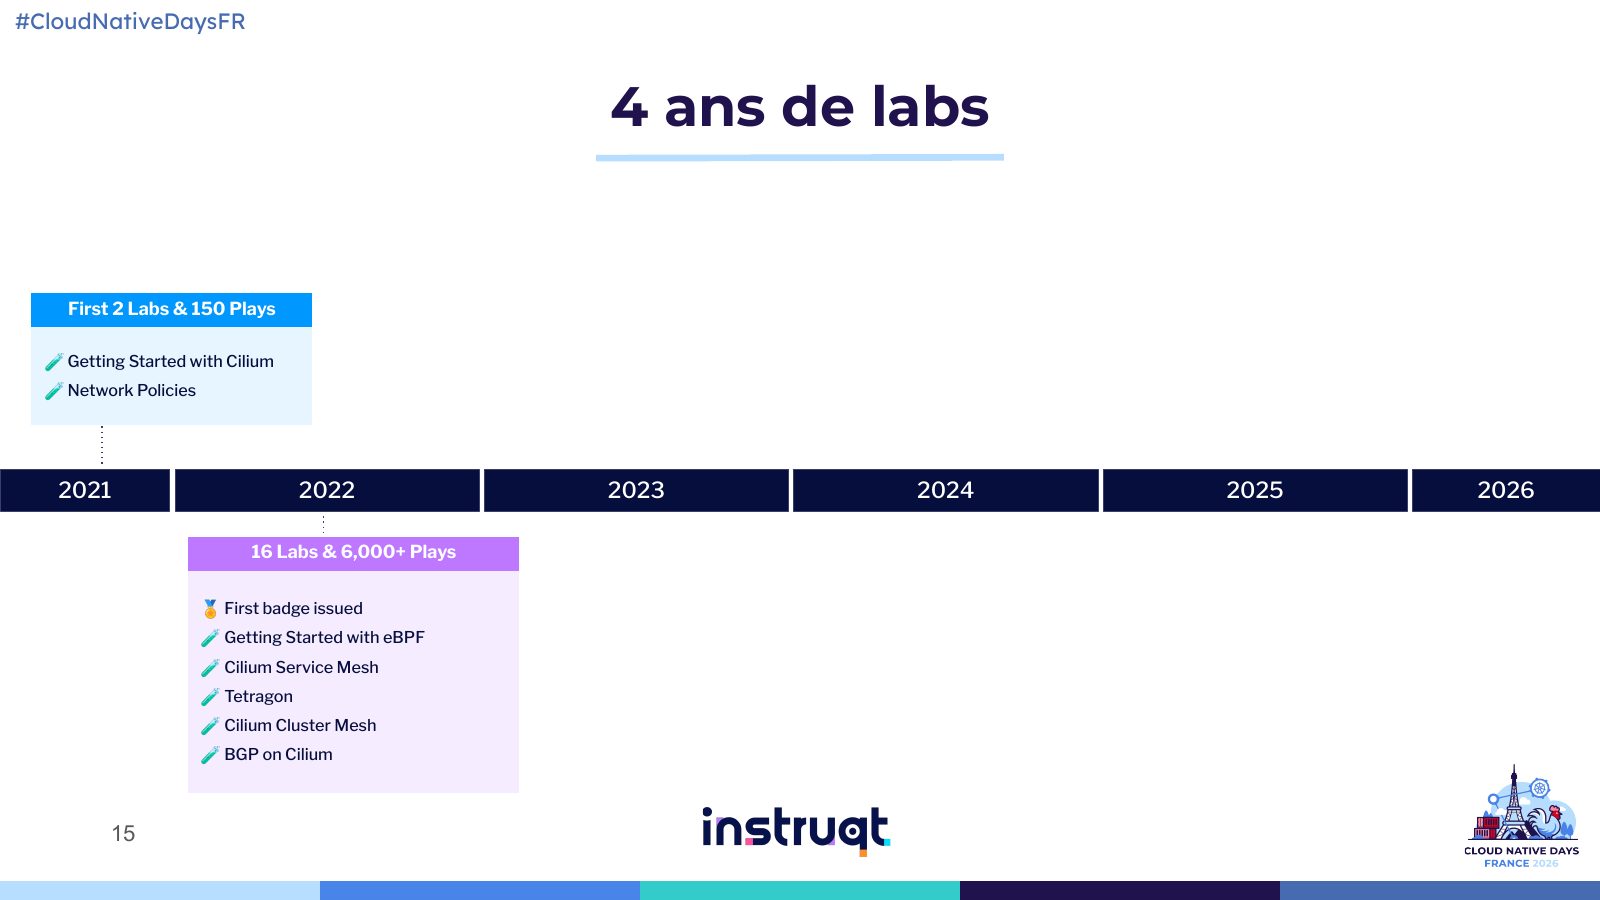 #CloudNativeDaysFR
4 ans de labs
First 2 Labs & 150 Plays
Getting Started with Cilium
Network Policies
2021
2022
2023
2024
2025
2026
16 Labs & 6,000+ Plays
First badge issued
Getting Started with eBPF
Cilium Service Mesh
Tetragon
Cilium Cluster Mesh
BGP on Cilium
15
instruqt
CLOUD NATIVE DAYS
FRANCE 2026